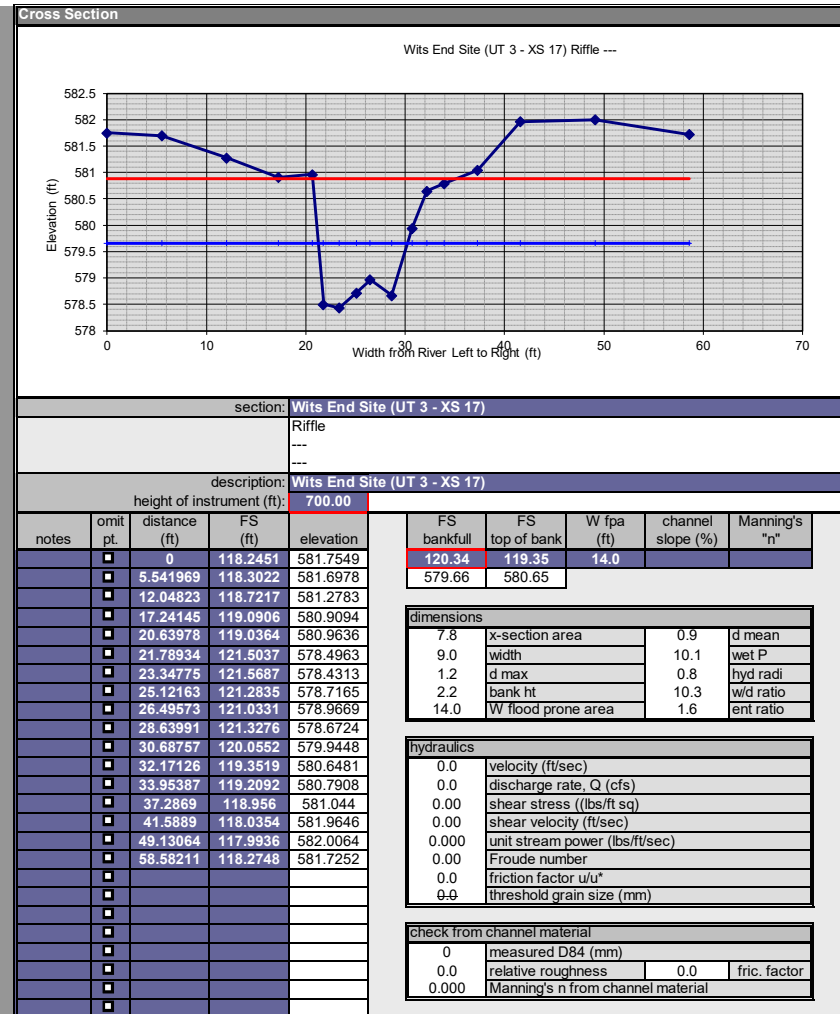 Cross Section
Wits End Site (UT 3 - XS 17) Riffle ---
582.5
582
581.5
581
580.5
580
579.5
579
578.5
578
Elevation (ft)
0 10 20 30 40 50 60 70
Width from River Left to Right (ft)
section: Wits End Site (UT 3 - XS 17)
Riffle
---
---
description: Wits End Site (UT 3 - XS 17)
height of instrument (ft): 700.00
omit distance FS
notes pt. (ft) (ft) elevation
0 118.2451 581.7549
5.541969 118.3022 581.6978
12.04823 118.7217 581.2783
17.24145 119.0906 580.9094
20.63978 119.0364 580.9636
21.78934 121.5037 578.4963
23.34775 121.5687 578.4313
25.12163 121.2835 578.7165
26.49573 121.0331 578.9669
28.63991 121.3276 578.6724
30.68757 120.0552 579.9448
32.17126 119.3519 580.6481
33.95387 119.2092 580.7908
37.2869 118.956 581.044
41.5889 118.0354 581.9646
49.13064 117.9936 582.0064
58.58211 118.2748 581.7252
FS FS W fpa channel Manning's
bankfull top of bank (ft) slope (%) "n"
120.34 119.35 14.0
579.66 580.65
dimensions
7.8 x-section area 0.9 d mean
9.0 width 10.1 wet P
1.2 d max 0.8 hyd radi
2.2 bank ht 10.3 w/d ratio
14.0 W flood prone area 1.6 ent ratio
hydraulics
0.0 velocity (ft/sec)
0.0 discharge rate, Q (cfs)
0.00 shear stress ((lbs/ft sq)
0.00 shear velocity (ft/sec)
0.000 unit stream power (lbs/ft/sec)
0.00 Froude number
0.0 friction factor u/u*
0.0 threshold grain size (mm)
check from channel material
0 measured D84 (mm)
0.0 relative roughness 0.0 fric. factor
0.000 Manning's n from channel material